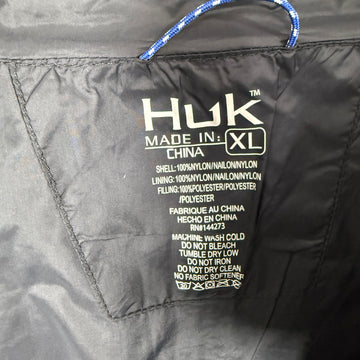 Huk™
MADE IN: XL
CHINA
SHELL:100%NYLON/NAILON/NYLON
LINING:100%NYLON/NAILON/NYLON
FILLING:100%POLYESTER/POLYESTER
/POLYESTER
FABRIQUE AU CHINA
HECHO EN CHINA
RN#144273
MACHINE WASH COLD
DO NOT BLEACH
TUMBLE DRY LOW
DO NOT IRON
DO NOT DRY CLEAN
NO FABRIC SOFTENER